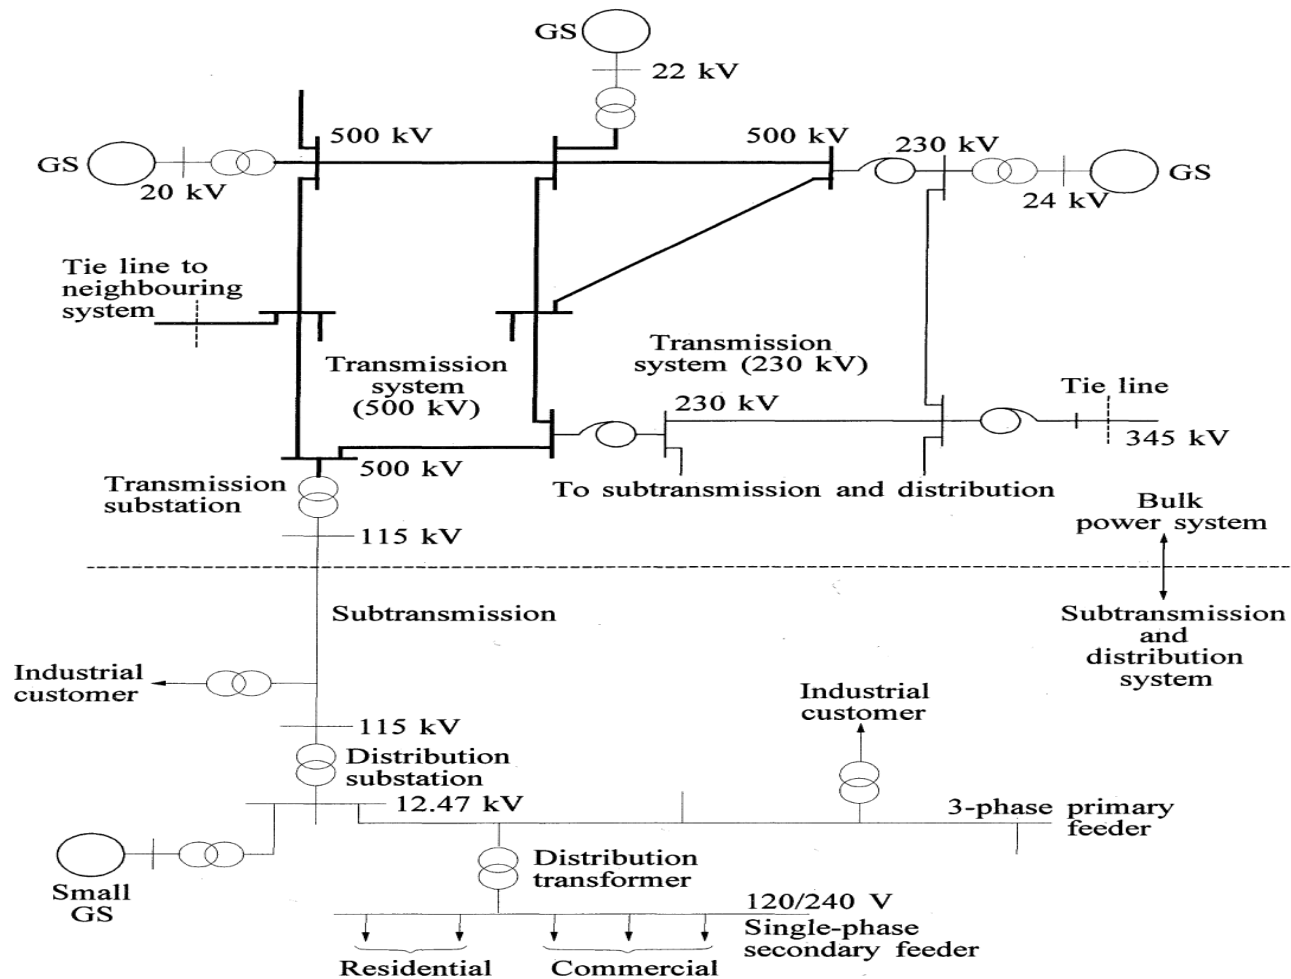 GS
22 kV
500 kV
500 kV
230 kV
GS
20 kV
24 kV
GS
Tie line to
neighbouring
system
Transmission
system
(500 kV)
Transmission
system (230 kV)
Tie line
230 kV
345 kV
500 kV
Transmission
substation
To subtransmission and distribution
Bulk
power system
115 kV
Subtransmission
Subtransmission
and
distribution
system
Industrial
customer
Industrial
customer
115 kV
Distribution
substation
12.47 kV
3-phase primary
feeder
Small
GS
Distribution
transformer
120/240 V
Single-phase
secondary feeder
Residential
Commercial